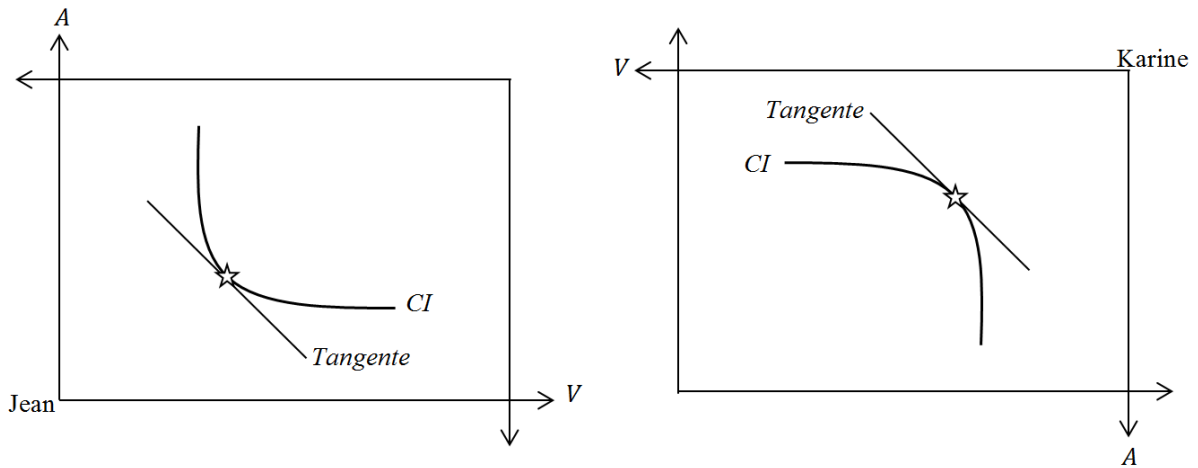 A
CI
Tangente
Jean
V
Karine
V
Tangente
CI
A